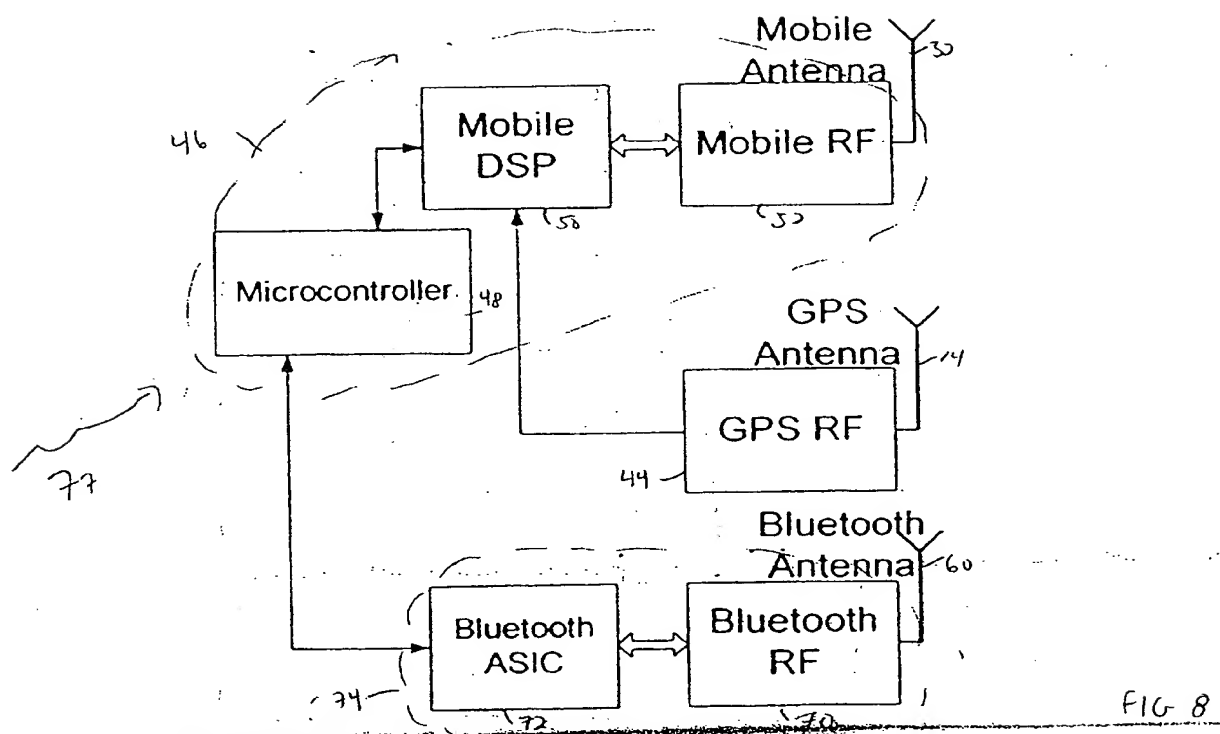 Mobile
Antenna
30
46
Mobile
DSP
Mobile RF
50
52
Microcontroller
48
GPS
Antenna
14
GPS RF
44
77
Bluetooth
Antenna
60
Bluetooth
ASIC
Bluetooth
RF
74
72
70
FIG 8